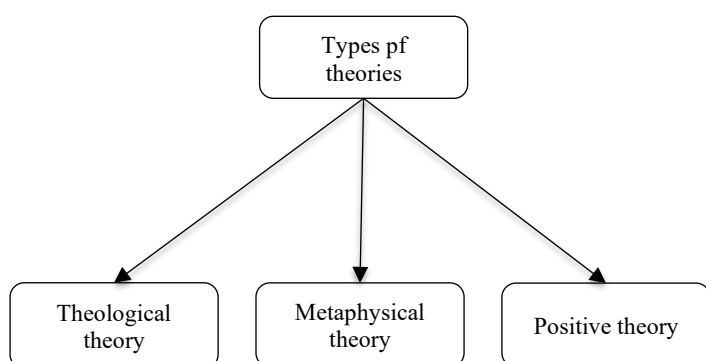 Types pf
theories
Theological
theory
Metaphysical
theory
Positive theory